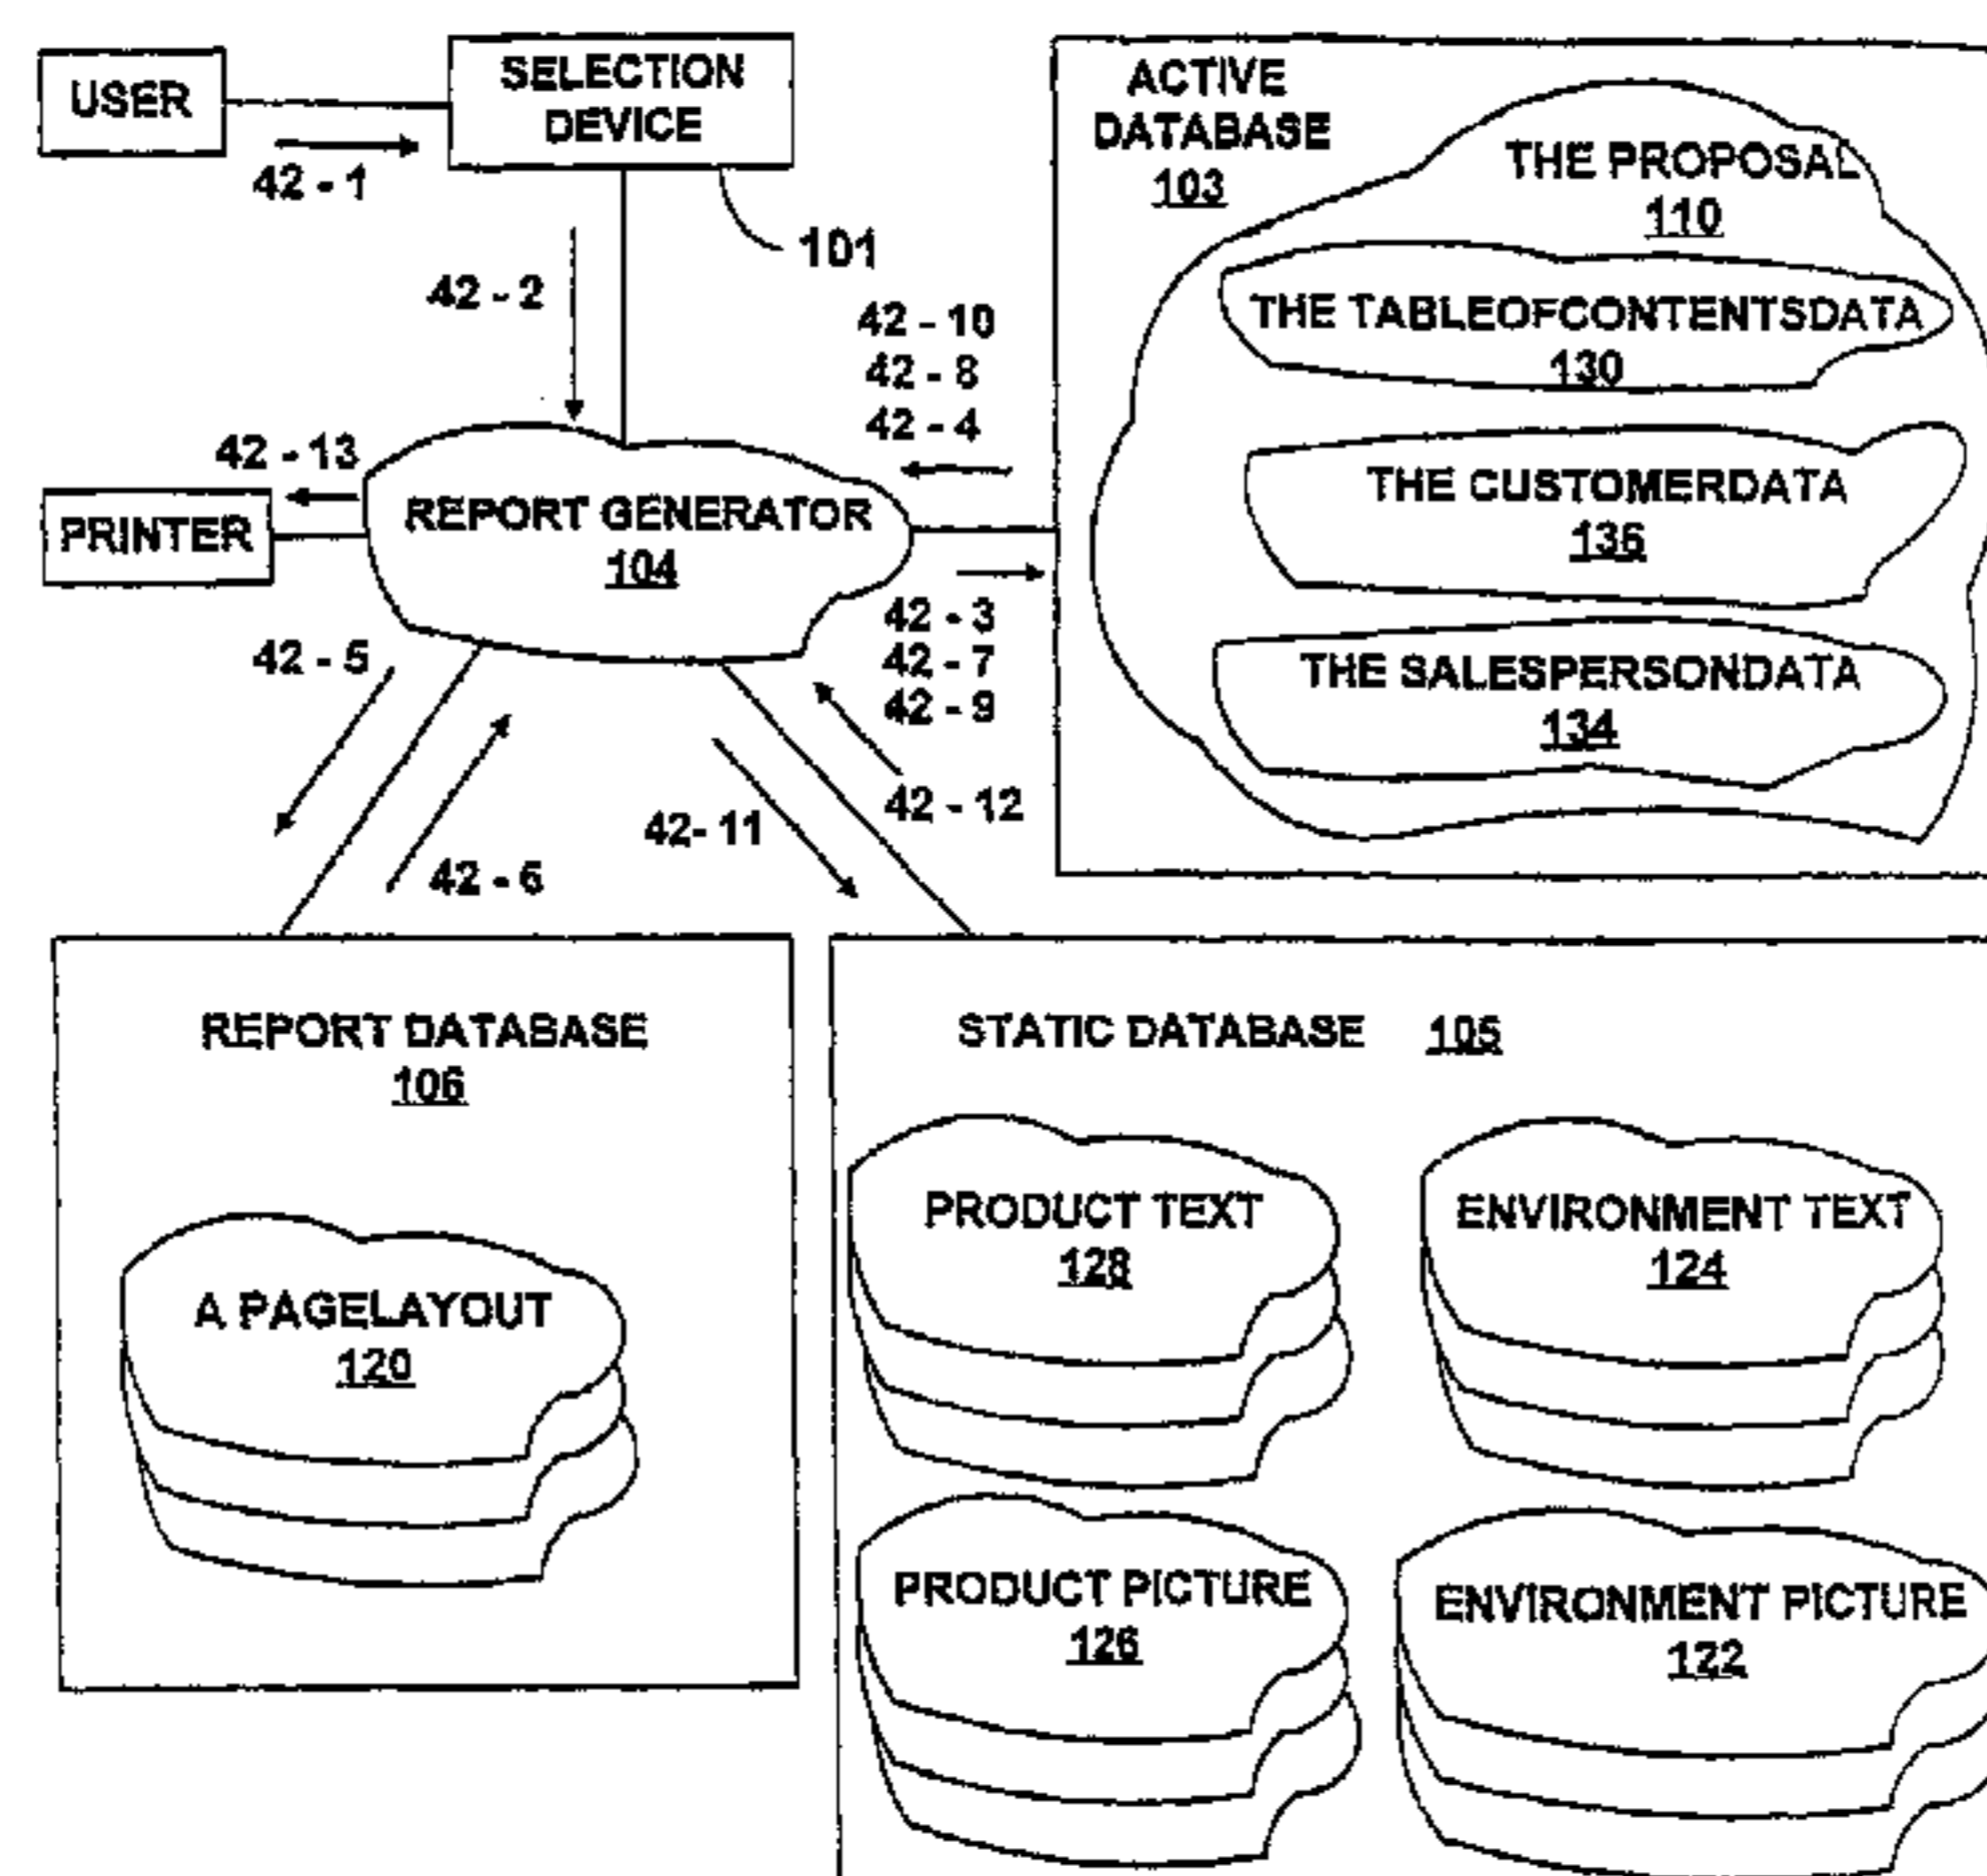 USER
SELECTION
DEVICE
42 - 1
101
42 - 2
ACTIVE
DATABASE
103
THE PROPOSAL
110
THE TABLEOFCONTENTSDATA
130
THE CUSTOMERDATA
136
THE SALESPERSONDATA
134
42 - 10
42 - 8
42 - 4
42 - 13
PRINTER
REPORT GENERATOR
104
42 - 3
42 - 7
42 - 9
42 - 5
42 - 6
42- 11
42 - 12
REPORT DATABASE
106
A PAGELAYOUT
120
STATIC DATABASE 105
PRODUCT TEXT
128
ENVIRONMENT TEXT
124
PRODUCT PICTURE
126
ENVIRONMENT PICTURE
122